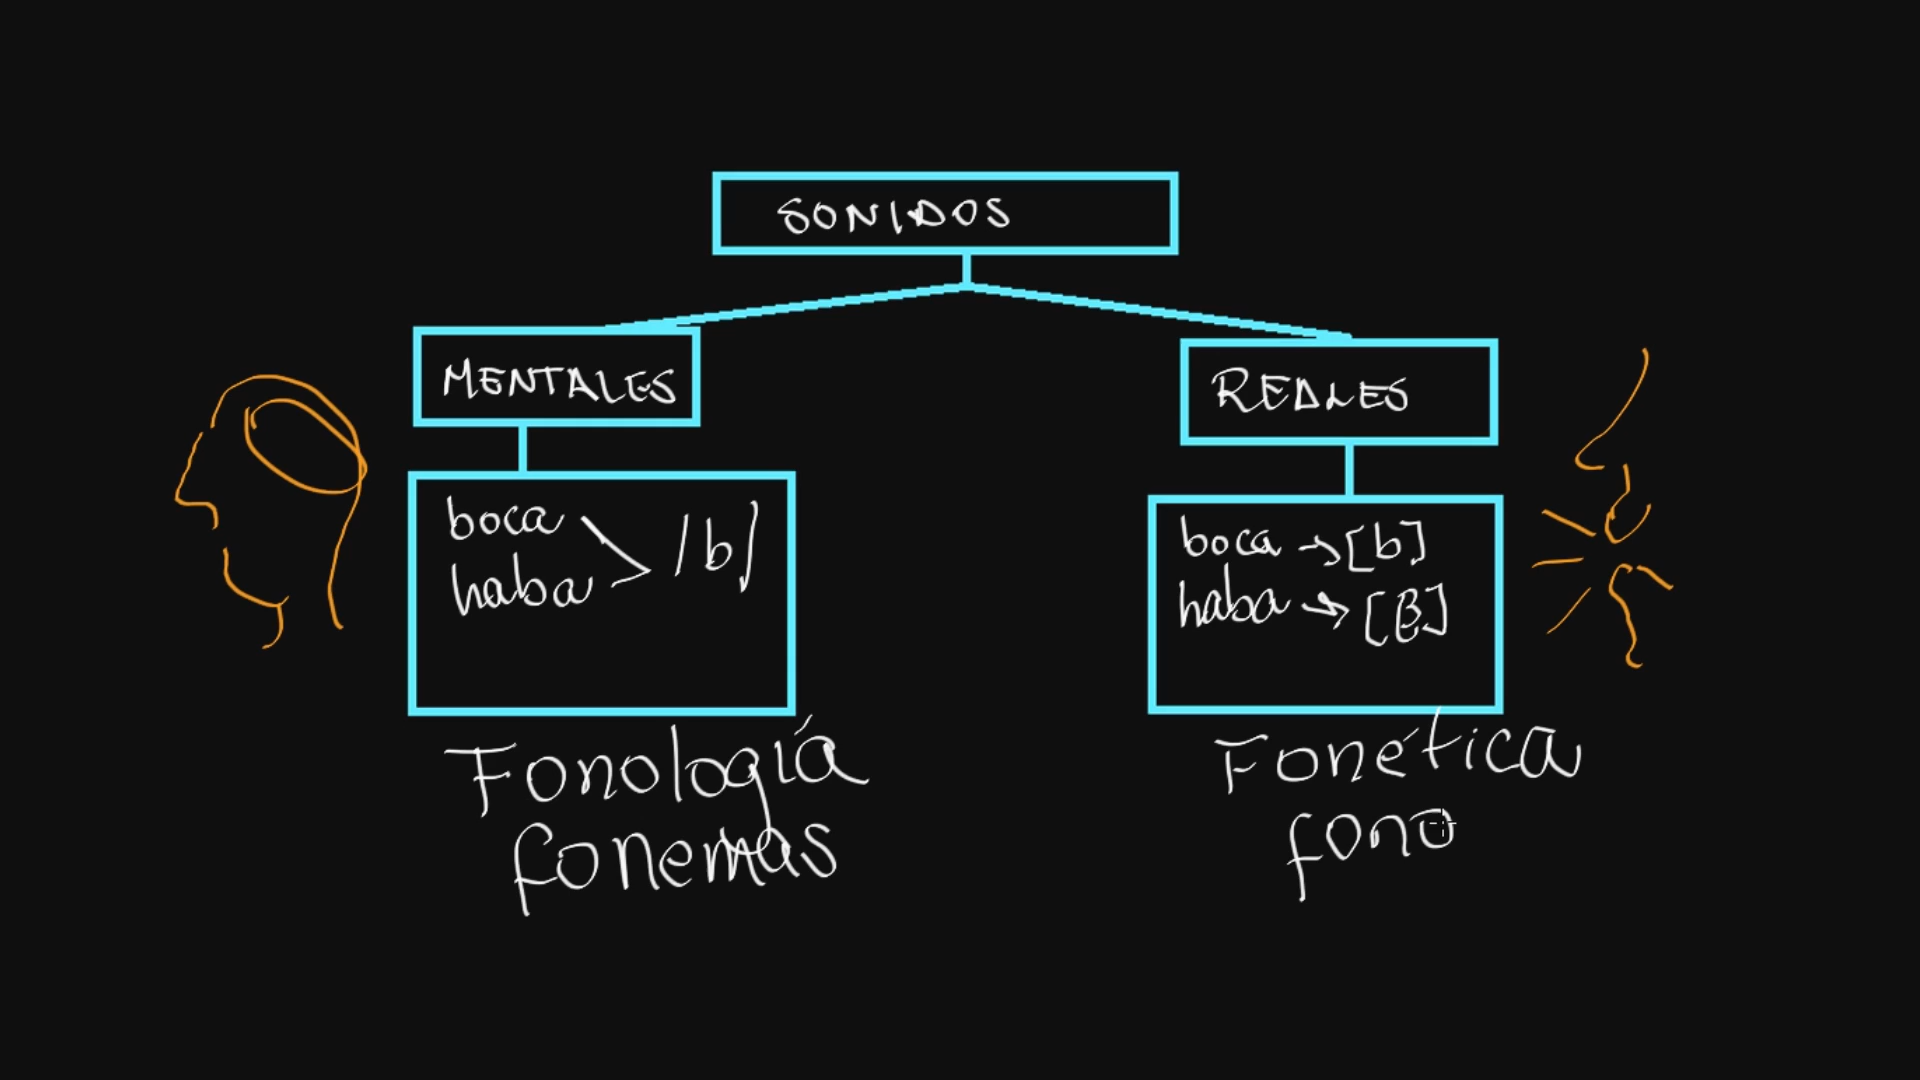 SONIDOS
MENTALES
REALES
boca
haba > /b/
boca → [b]
haba → [β]
Fonología
fonemas
Fonética
fono